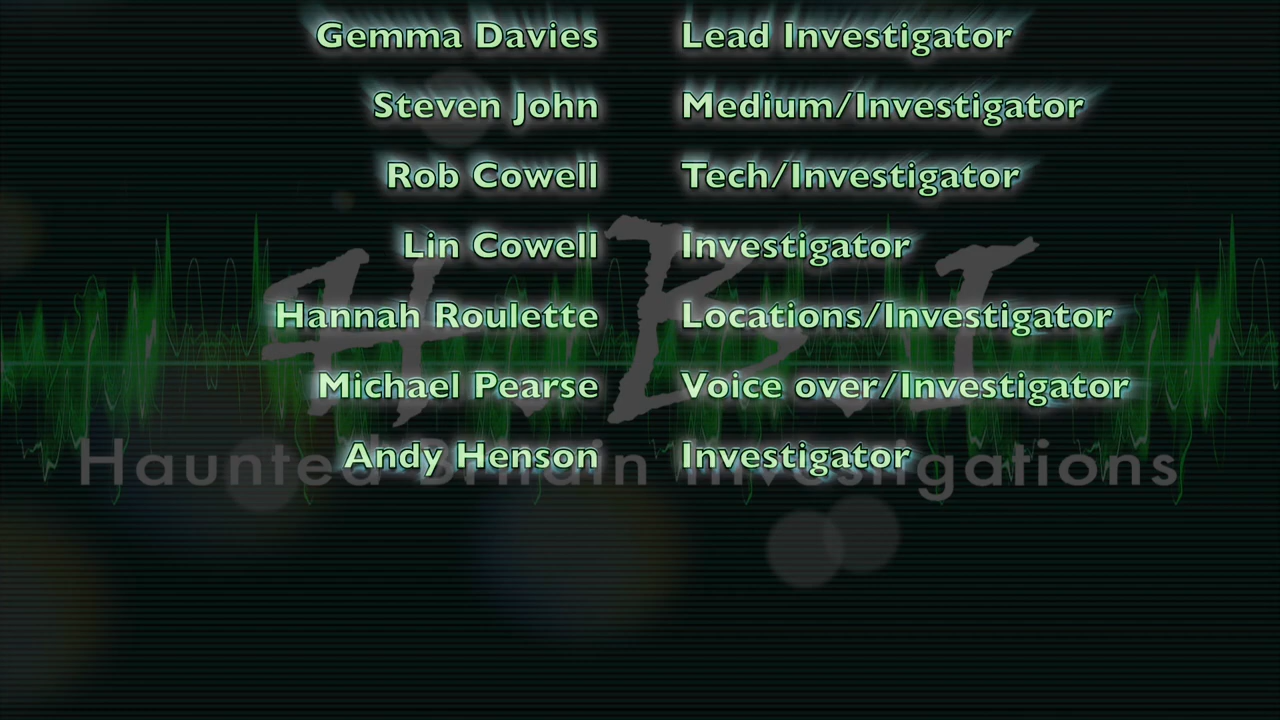 Gemma Davies Lead Investigator
Steven John Medium/Investigator
Rob Cowell Tech/Investigator
Lin Cowell Investigator
Hannah Roulette Locations/Investigator
Michael Pearse Voice over/Investigator
Andy Henson Investigator
H.B.I
Haunted Britain Investigations